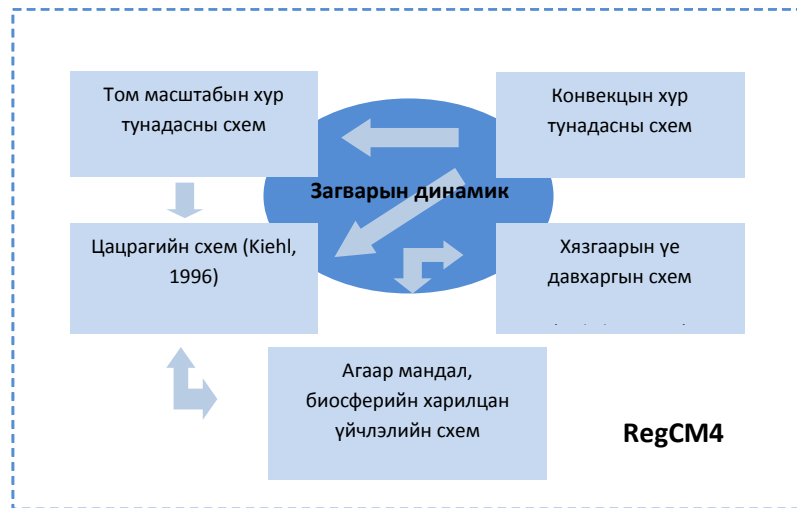 Том масштабын хур
тунадасны схем
Конвекцын хур
тунадасны схем
Загварын динамик
Цацрагийн схем (Kiehl,
1996)
Хязгаарын үе
давхаргын схем
Агаар мандал,
биосферийн харилцан
үйчлэлийн схем
RegCM4